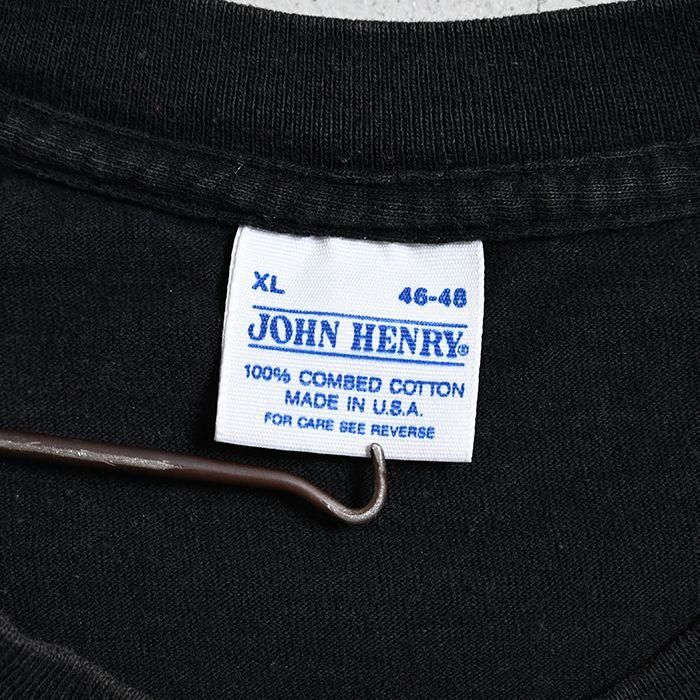 XL 46-48
JOHN HENRY®
100% COMBED COTTON
MADE IN U.S.A.
FOR CARE SEE REVERSE